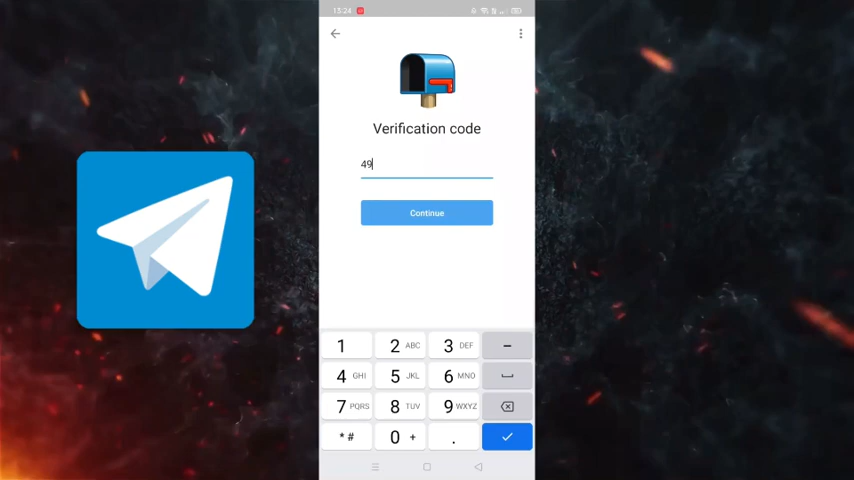 15:24
Verification code
49
Continue
1 2 ABC 3 DEF -
4 GHI 5 JKL 6 MNO
7 PQRS 8 TUV 9 WXYZ
* # 0 + .